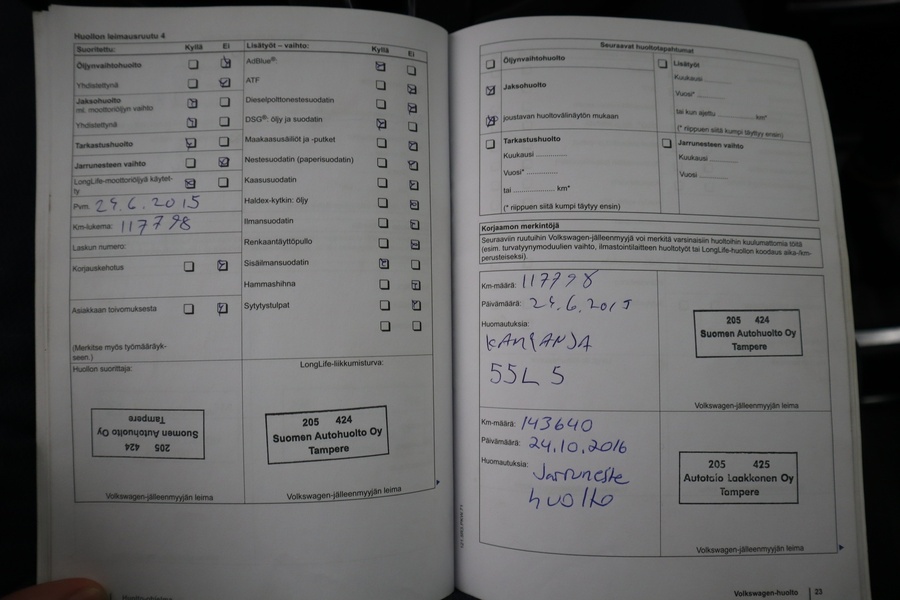 Huollon leimausruutu 4
Suoritettu: Kyllä Ei
Öljynvaihtohuolto
Yhdistettynä
Jaksohuolto
ml. moottoriöljyn vaihto
Yhdistettynä
Tarkastushuolto
Jarrunesteen vaihto
LongLife-moottoriöljyä käytet-
ty
Pvm. 24.6.2015
Km-lukema: 117798
Laskun numero:
Korjauskehotus
Asiakkaan toivomuksesta
(Merkitse myös työmääräyk-
seen.)
Huollon suorittaja:
205 424
Suomen Autohuolto Oy
Tampere
Volkswagen-jälleenmyyjän leima
Lisätyöt – vaihto: Kyllä Ei
AdBlue®:
ATF
Dieselpolttonestesuodatin
DSG®: öljy ja suodatin
Maakaasusäiliöt ja -putket
Nestesuodatin (paperisuodatin)
Kaasusuodatin
Haldex-kytkin: öljy
Ilmansuodatin
Renkaantäyttöpullo
Sisäilmansuodatin
Hammashihna
Sytytystulpat
LongLife-liikkumisturva:
205 424
Suomen Autohuolto Oy
Tampere
Volkswagen-jälleenmyyjän leima
Seuraavat huoltotapahtumat
Öljynvaihtohuolto
Jaksohuolto
joustavan huoltovälinäytön mukaan
Tarkastushuolto
Kuukausi ..............
Vuosi* ..............
tai .................. km*
(* riippuen siitä kumpi täytyy ensin)
Lisätyöt
Kuukausi ........
Vuosi* ........
tai kun ajettu .............. km*
(* riippuen siitä kumpi täytyy ensin)
Jarrunesteen vaihto
Kuukausi ........
Vuosi ........
Korjaamon merkintöjä
Seuraaviin ruutuihin Volkswagen-jälleenmyyjä voi merkitä varsinaisiin huoltoihin kuulumattomia töitä
(esim. turvatyynymoduulien vaihto, ilmastointilaitteen huoltotyöt tai LongLife-huollon koodaus aika-/km-
perusteiseksi).
Km-määrä: 117798
Päivämäärä: 24.6.2015
Huomautuksia:
55L5
205 424
Suomen Autohuolto Oy
Tampere
Volkswagen-jälleenmyyjän leima
Km-määrä: 143640
Päivämäärä: 24.10.2016
Huomautuksia:
Jarruneste
huolto
205 425
Autotalo Laakkonen Oy
Tampere
Volkswagen-jälleenmyyjän leima
Volkswagen-huolto 23